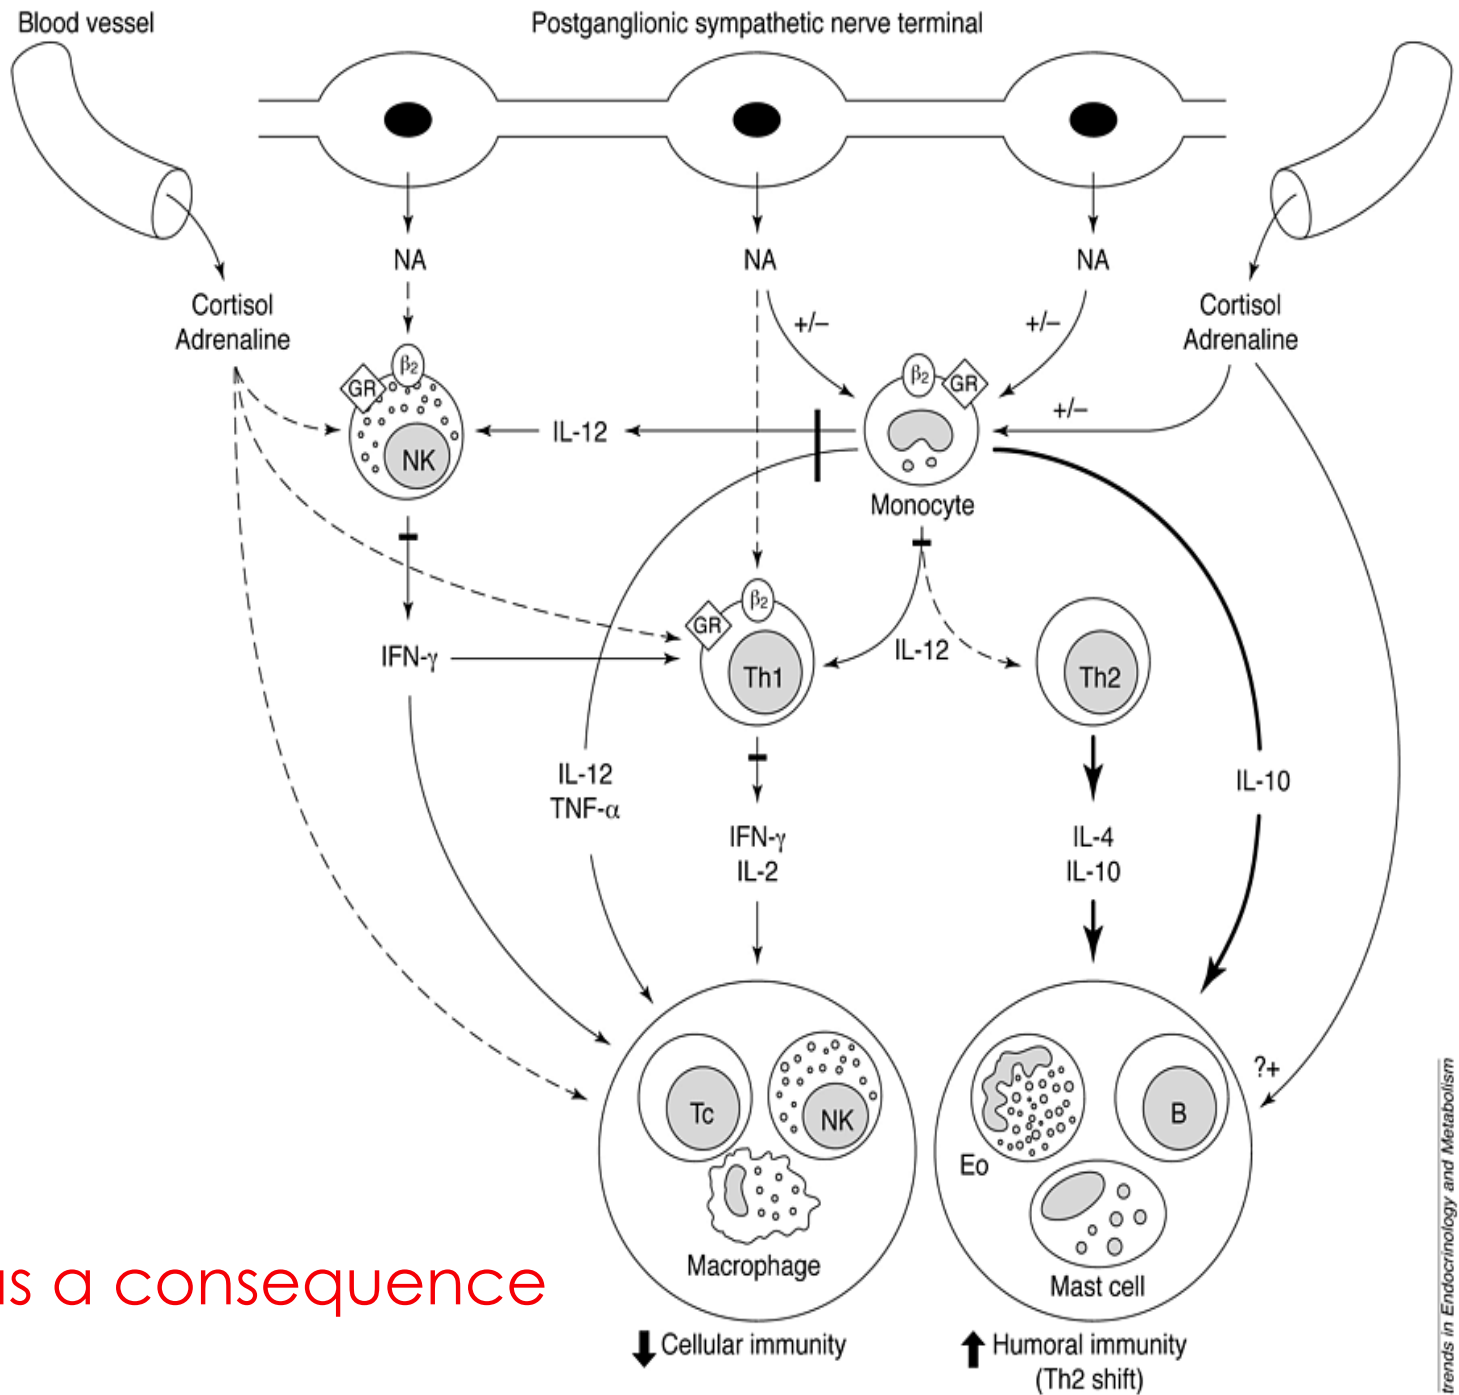 Blood vessel
Postganglionic sympathetic nerve terminal
NA
NA
NA
Cortisol
Adrenaline
Cortisol
Adrenaline
+/–
+/–
+/–
β2
GR
NK
IL-12
β2
GR
Monocyte
IFN-γ
β2
GR
Th1
IL-12
Th2
IL-12
TNF-α
IFN-γ
IL-2
IL-4
IL-10
IL-10
?+
Tc
NK
Macrophage
Eo
B
Mast cell
as a consequence
Cellular immunity
Humoral immunity
(Th2 shift)
trends in Endocrinology and Metabolism